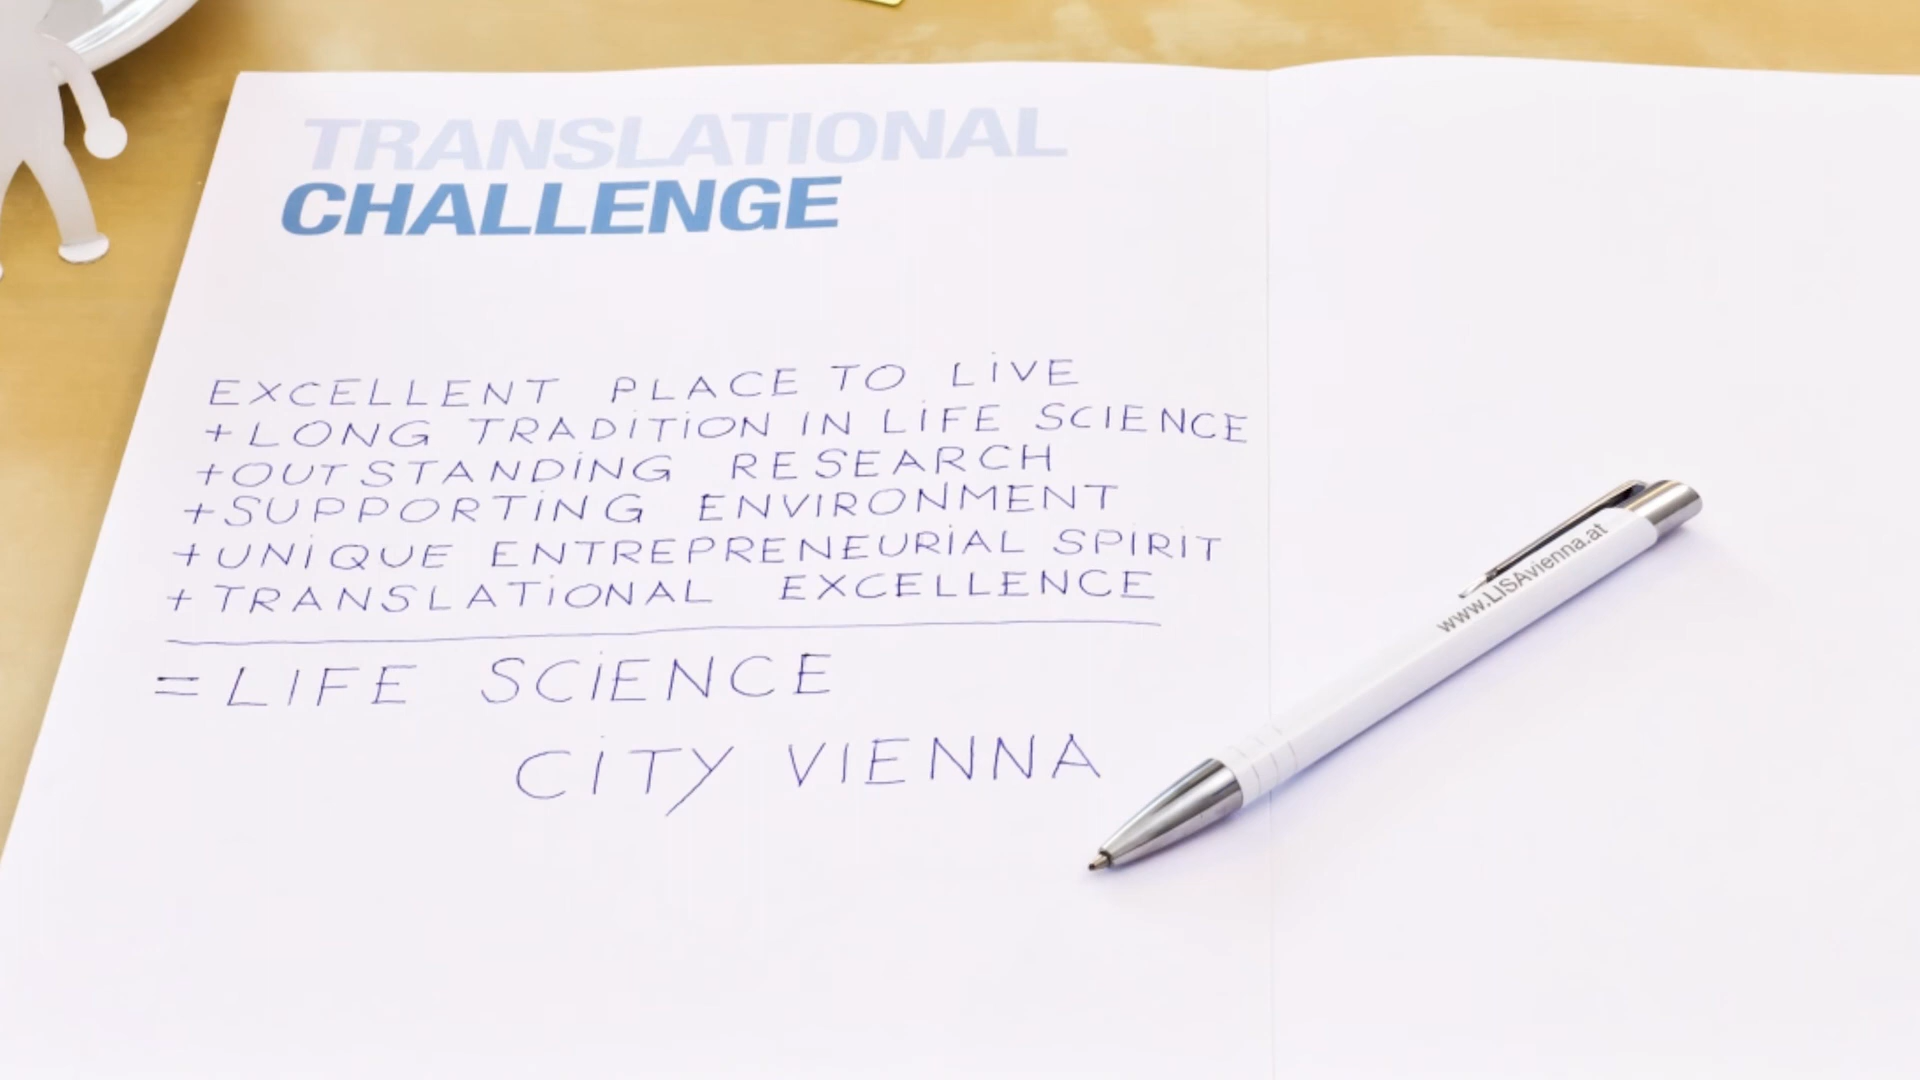 TRANSLATIONAL
CHALLENGE
EXCELLENT PLACE TO LIVE
+ LONG TRADITION IN LIFE SCIENCE
+ OUTSTANDING RESEARCH
+ SUPPORTING ENVIRONMENT
+ UNIQUE ENTREPRENEURIAL SPIRIT
+ TRANSLATIONAL EXCELLENCE
= LIFE SCIENCE
CITY VIENNA
www.LISAvienna.at